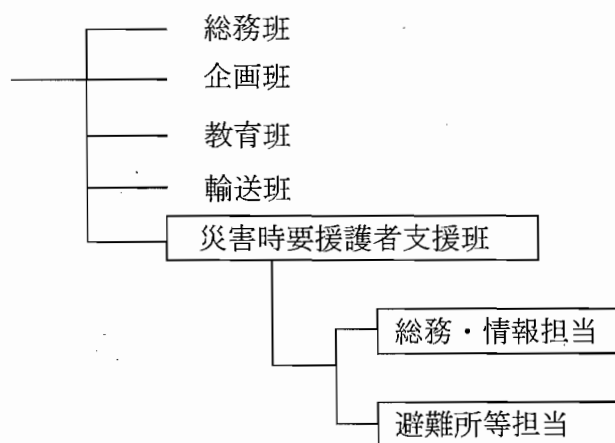 総務班
企画班
教育班
輸送班
災害時要援護者支援班
総務・情報担当
避難所等担当